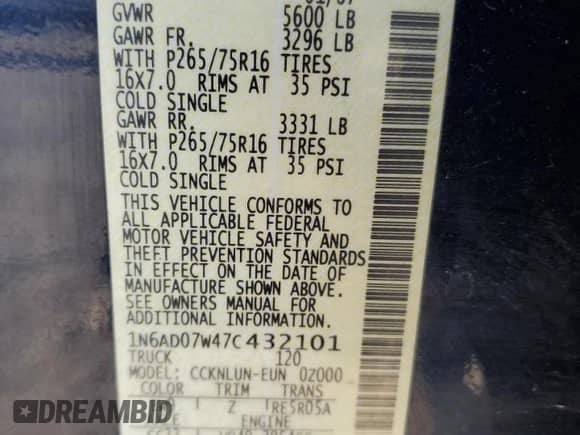 GVWR 5600 LB
GAWR FR. 3296 LB
WITH P265/75R16 TIRES
16X7.0 RIMS AT 35 PSI
COLD SINGLE
GAWR RR. 3331 LB
WITH P265/75R16 TIRES
16X7.0 RIMS AT 35 PSI
COLD SINGLE
THIS VEHICLE CONFORMS TO
ALL APPLICABLE FEDERAL
MOTOR VEHICLE SAFETY AND
THEFT PREVENTION STANDARDS
IN EFFECT ON THE DATE OF
MANUFACTURE SHOWN ABOVE.
SEE OWNERS MANUAL FOR
ADDITIONAL INFORMATION.
1N6AD07W47C432101
TRUCK 120
MODEL: CCKNLUN-EUN 0Z000
COLOR TRIM TRANS
Z RE5R05A
ENGINE
DREAMBID.COM